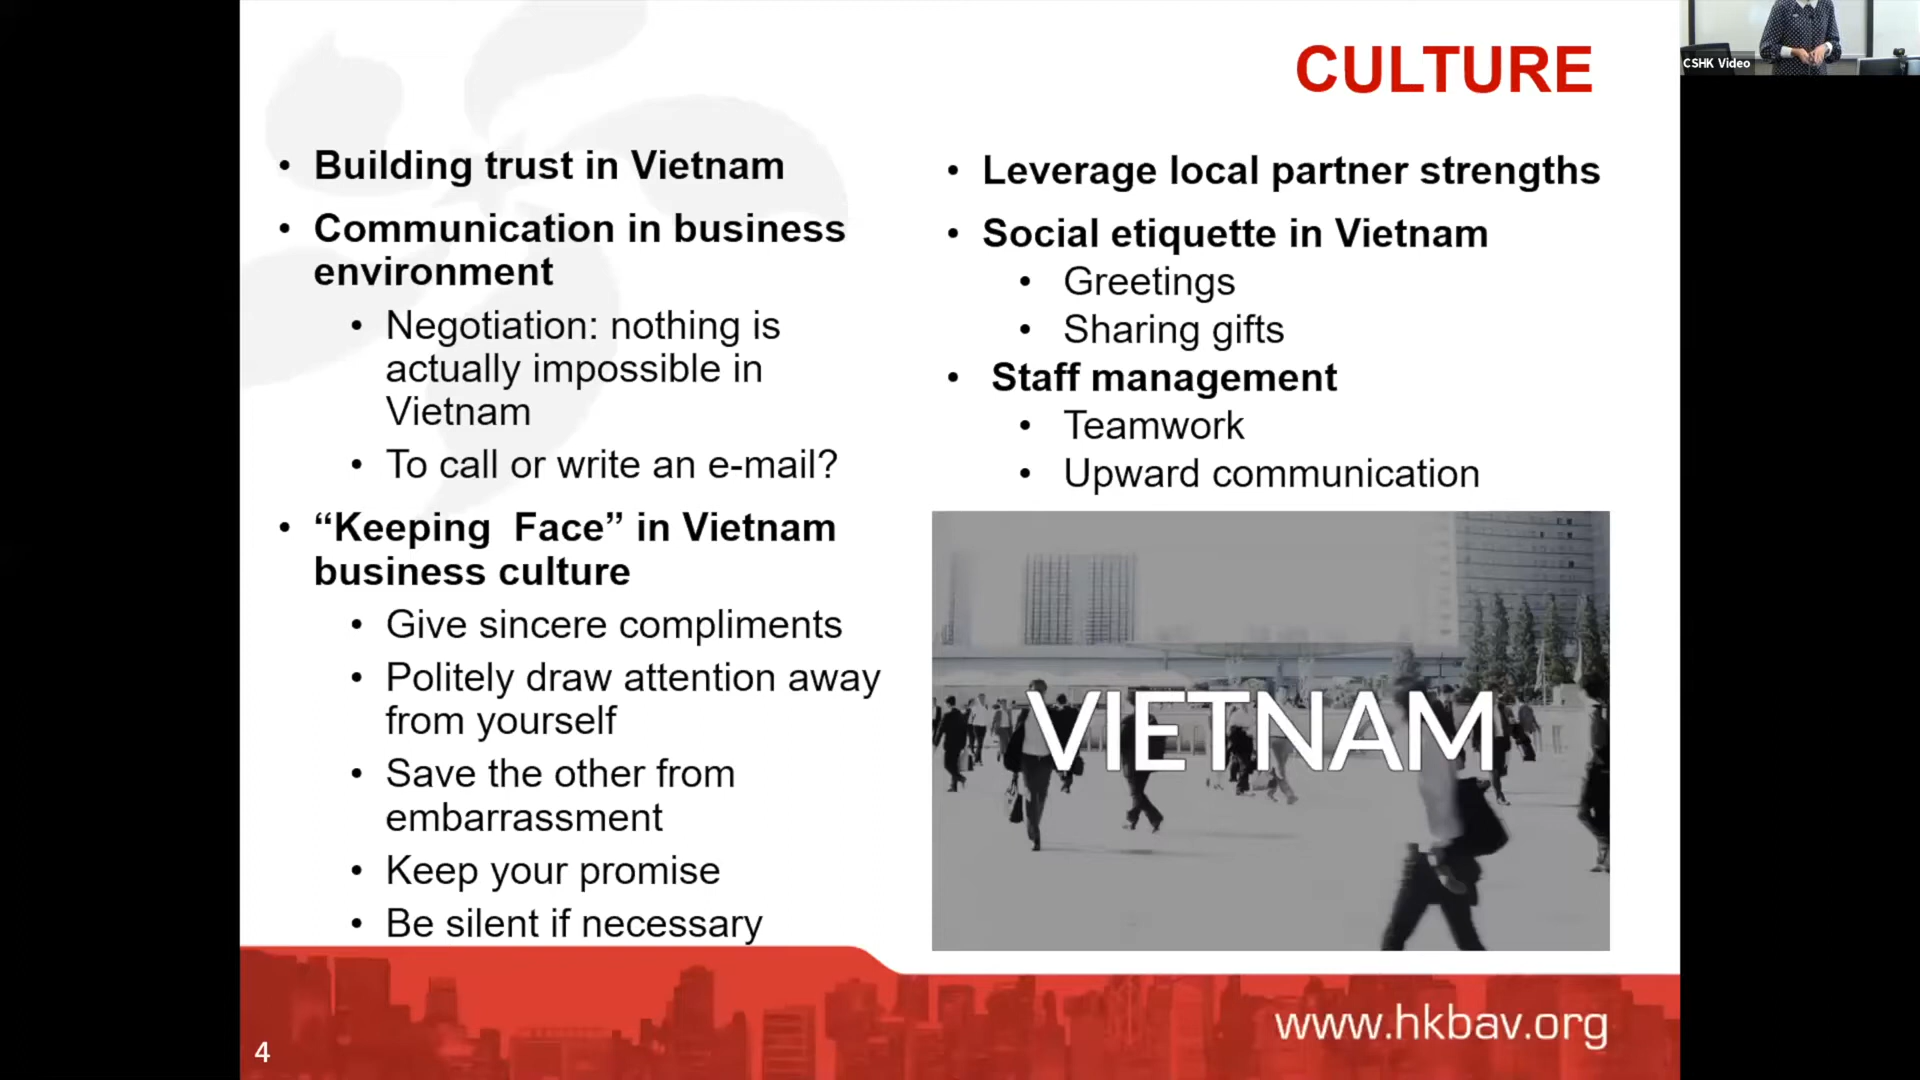 CULTURE
• Building trust in Vietnam
• Communication in business
environment
• Negotiation: nothing is
actually impossible in
Vietnam
• To call or write an e-mail?
• “Keeping  Face” in Vietnam
business culture
• Give sincere compliments
• Politely draw attention away
from yourself
• Save the other from
embarrassment
• Keep your promise
• Be silent if necessary
• Leverage local partner strengths
• Social etiquette in Vietnam
• Greetings
• Sharing gifts
• Staff management
• Teamwork
• Upward communication
VIETNAM
www.hkbav.org
4
CSHK Video